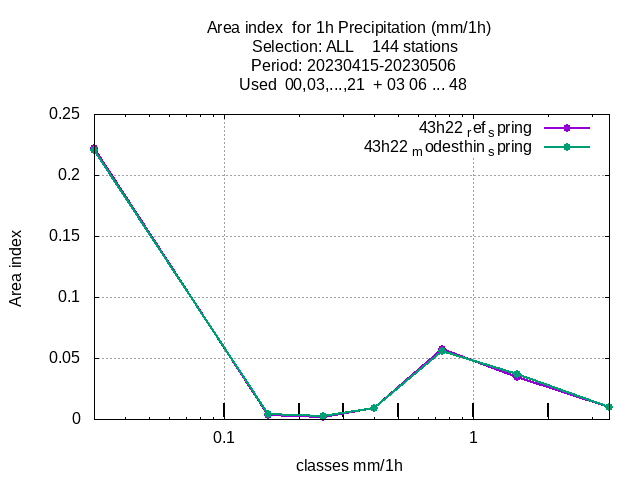 Area index  for 1h Precipitation (mm/1h)
Selection: ALL    144 stations
Period: 20230415-20230506
Used  00,03,...,21  + 03 06 ... 48
0.25
43h22 ref spring
43h22 modesthin spring
0.2
0.15
Area index
0.1
0.05
0
0.1
1
classes mm/1h